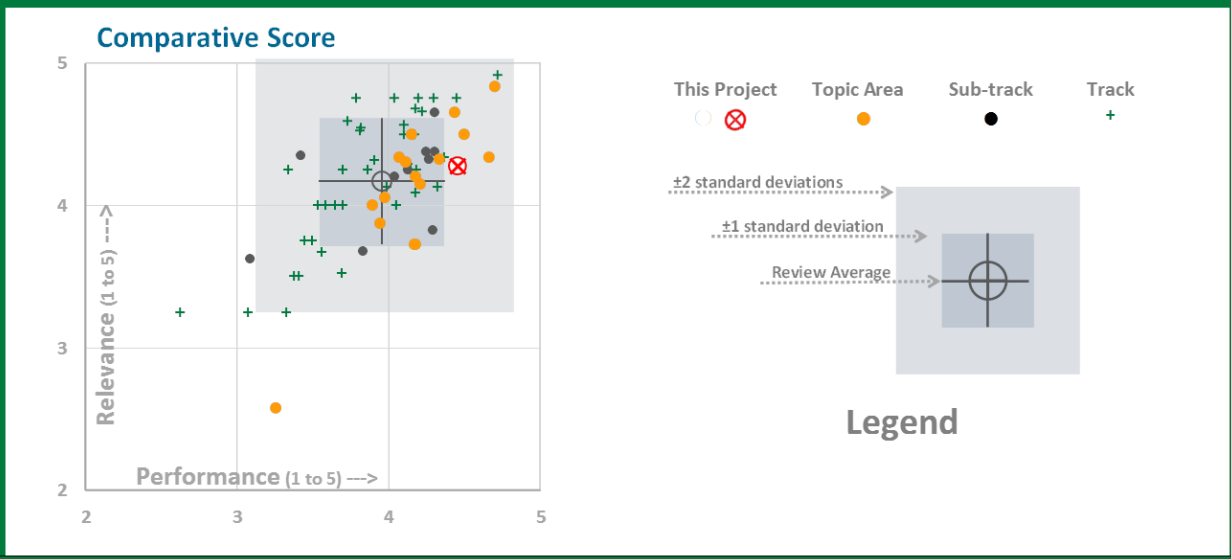 Comparative Score
5
4
3
2
Relevance (1 to 5) --->
Performance (1 to 5) --->
2
3
4
5
This Project
Topic Area
Sub-track
Track
±2 standard deviations
±1 standard deviation
Review Average
Legend